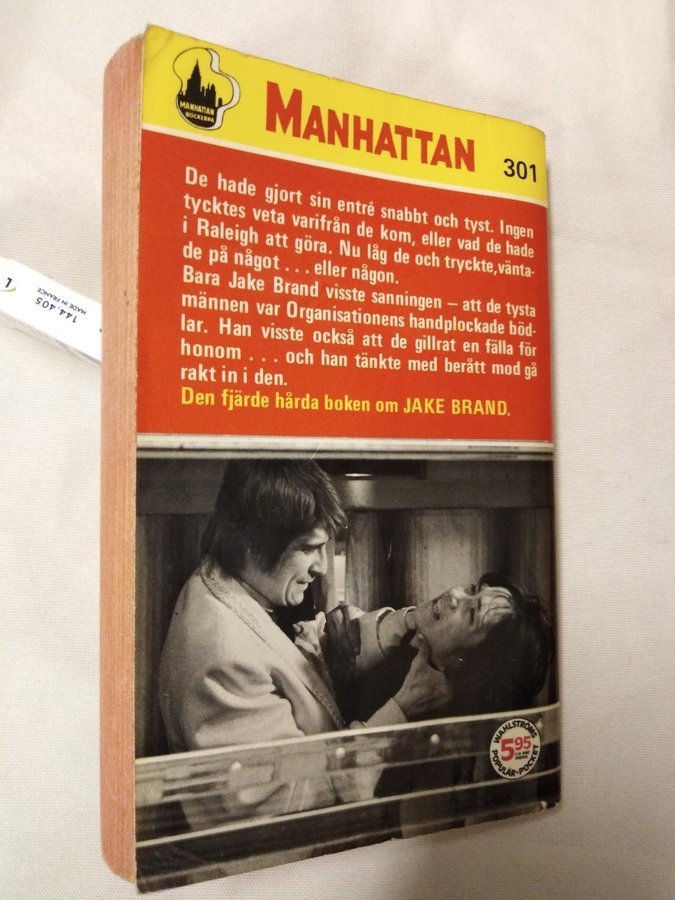 MANHATTAN
BÖCKERNA
MANHATTAN
301
De hade gjort sin entré snabbt och tyst. Ingen
tycktes veta varifrån de kom, eller vad de hade
i Raleigh att göra. Nu låg de och tryckte,vänta-
de på något . . . eller någon.
Bara Jake Brand visste sanningen – att de tysta
männen var Organisationens handplockade böd-
lar. Han visste också att de gillrat en fälla för
honom . . . och han tänkte med berått mod gå
rakt in i den.
Den fjärde hårda boken om JAKE BRAND.
144.405
MADE IN FRANCE
1
WAHLSTRÖMS
5.95
POPULÄR-POCKET